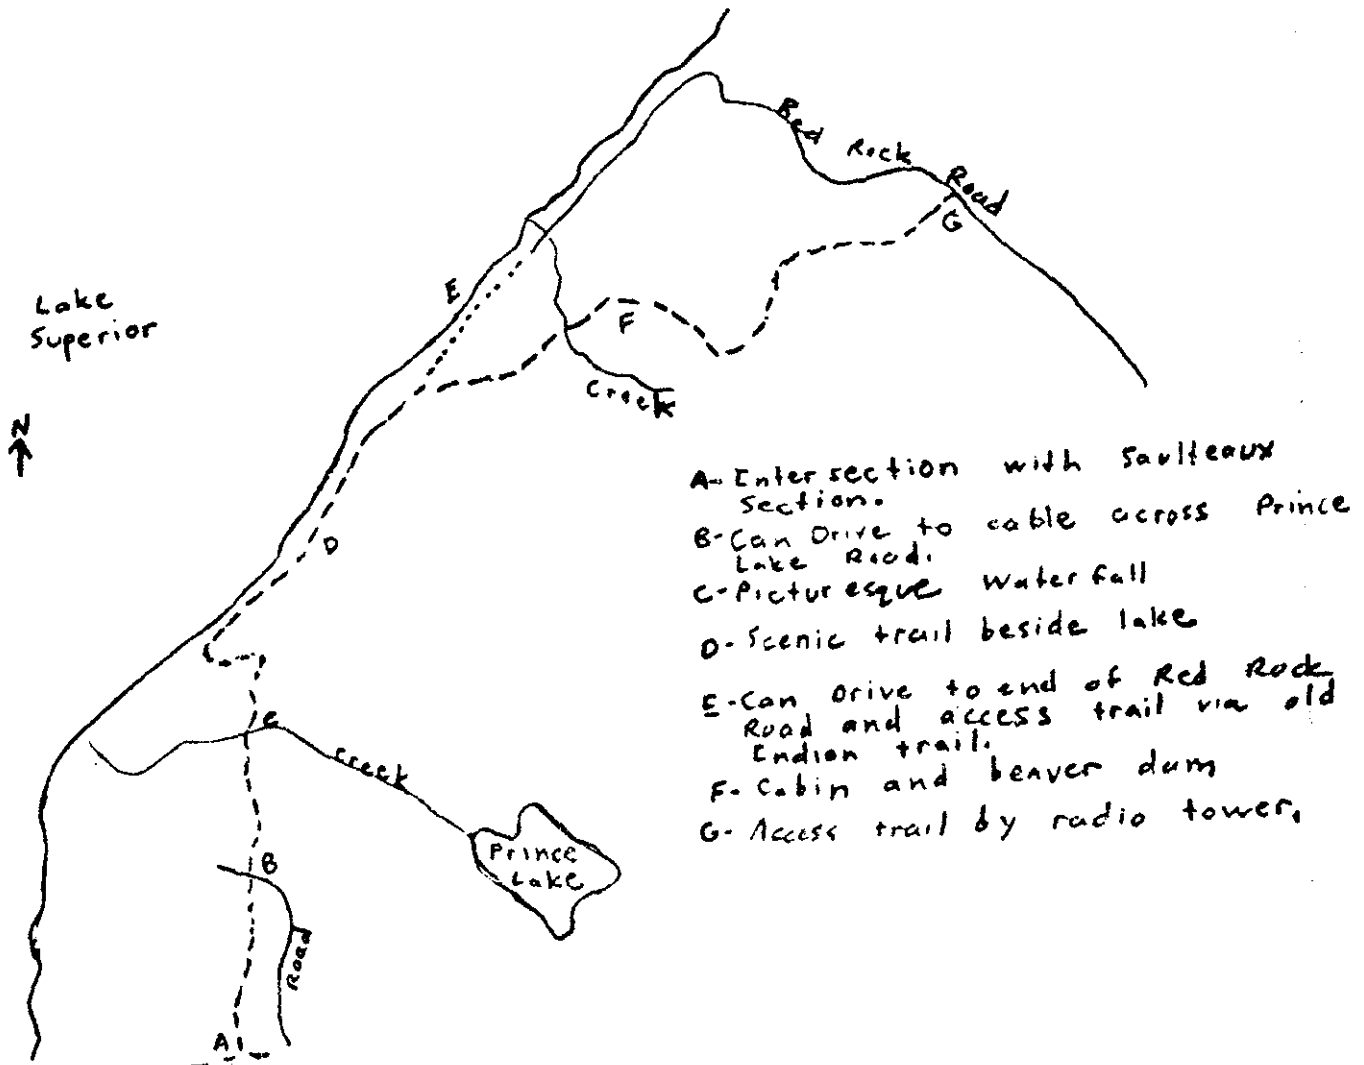 Red Rock Road
G
E
Lake
Superior
F
Creek
N
D
A- Intersection with Saulteaux
section.
B- Can Drive to cable across Prince
Lake Road.
C- Picturesque Waterfall
D- Scenic trail beside lake
E- Can Drive to end of Red Rock
Road and access trail via old
Indian trail.
F- Cabin and beaver dam
G- Access trail by radio tower.
C
Creek
Prince
Lake
B
Road
A